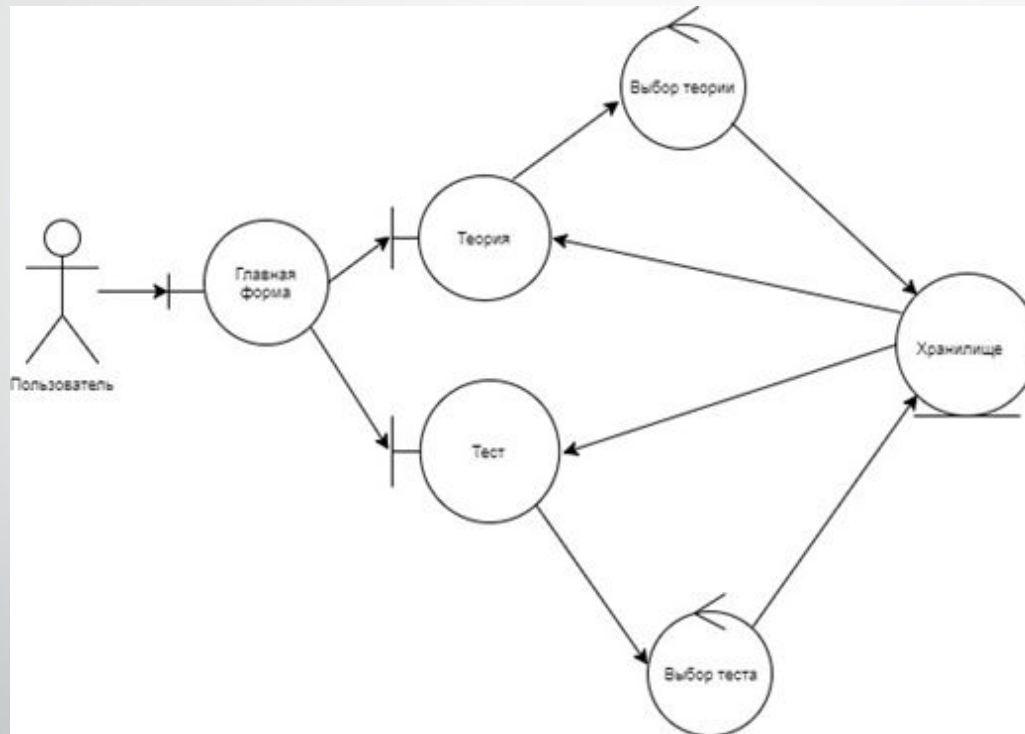 Выбор теории
Теория
Главная
форма
Хранилище
Пользователь
Тест
Выбор теста